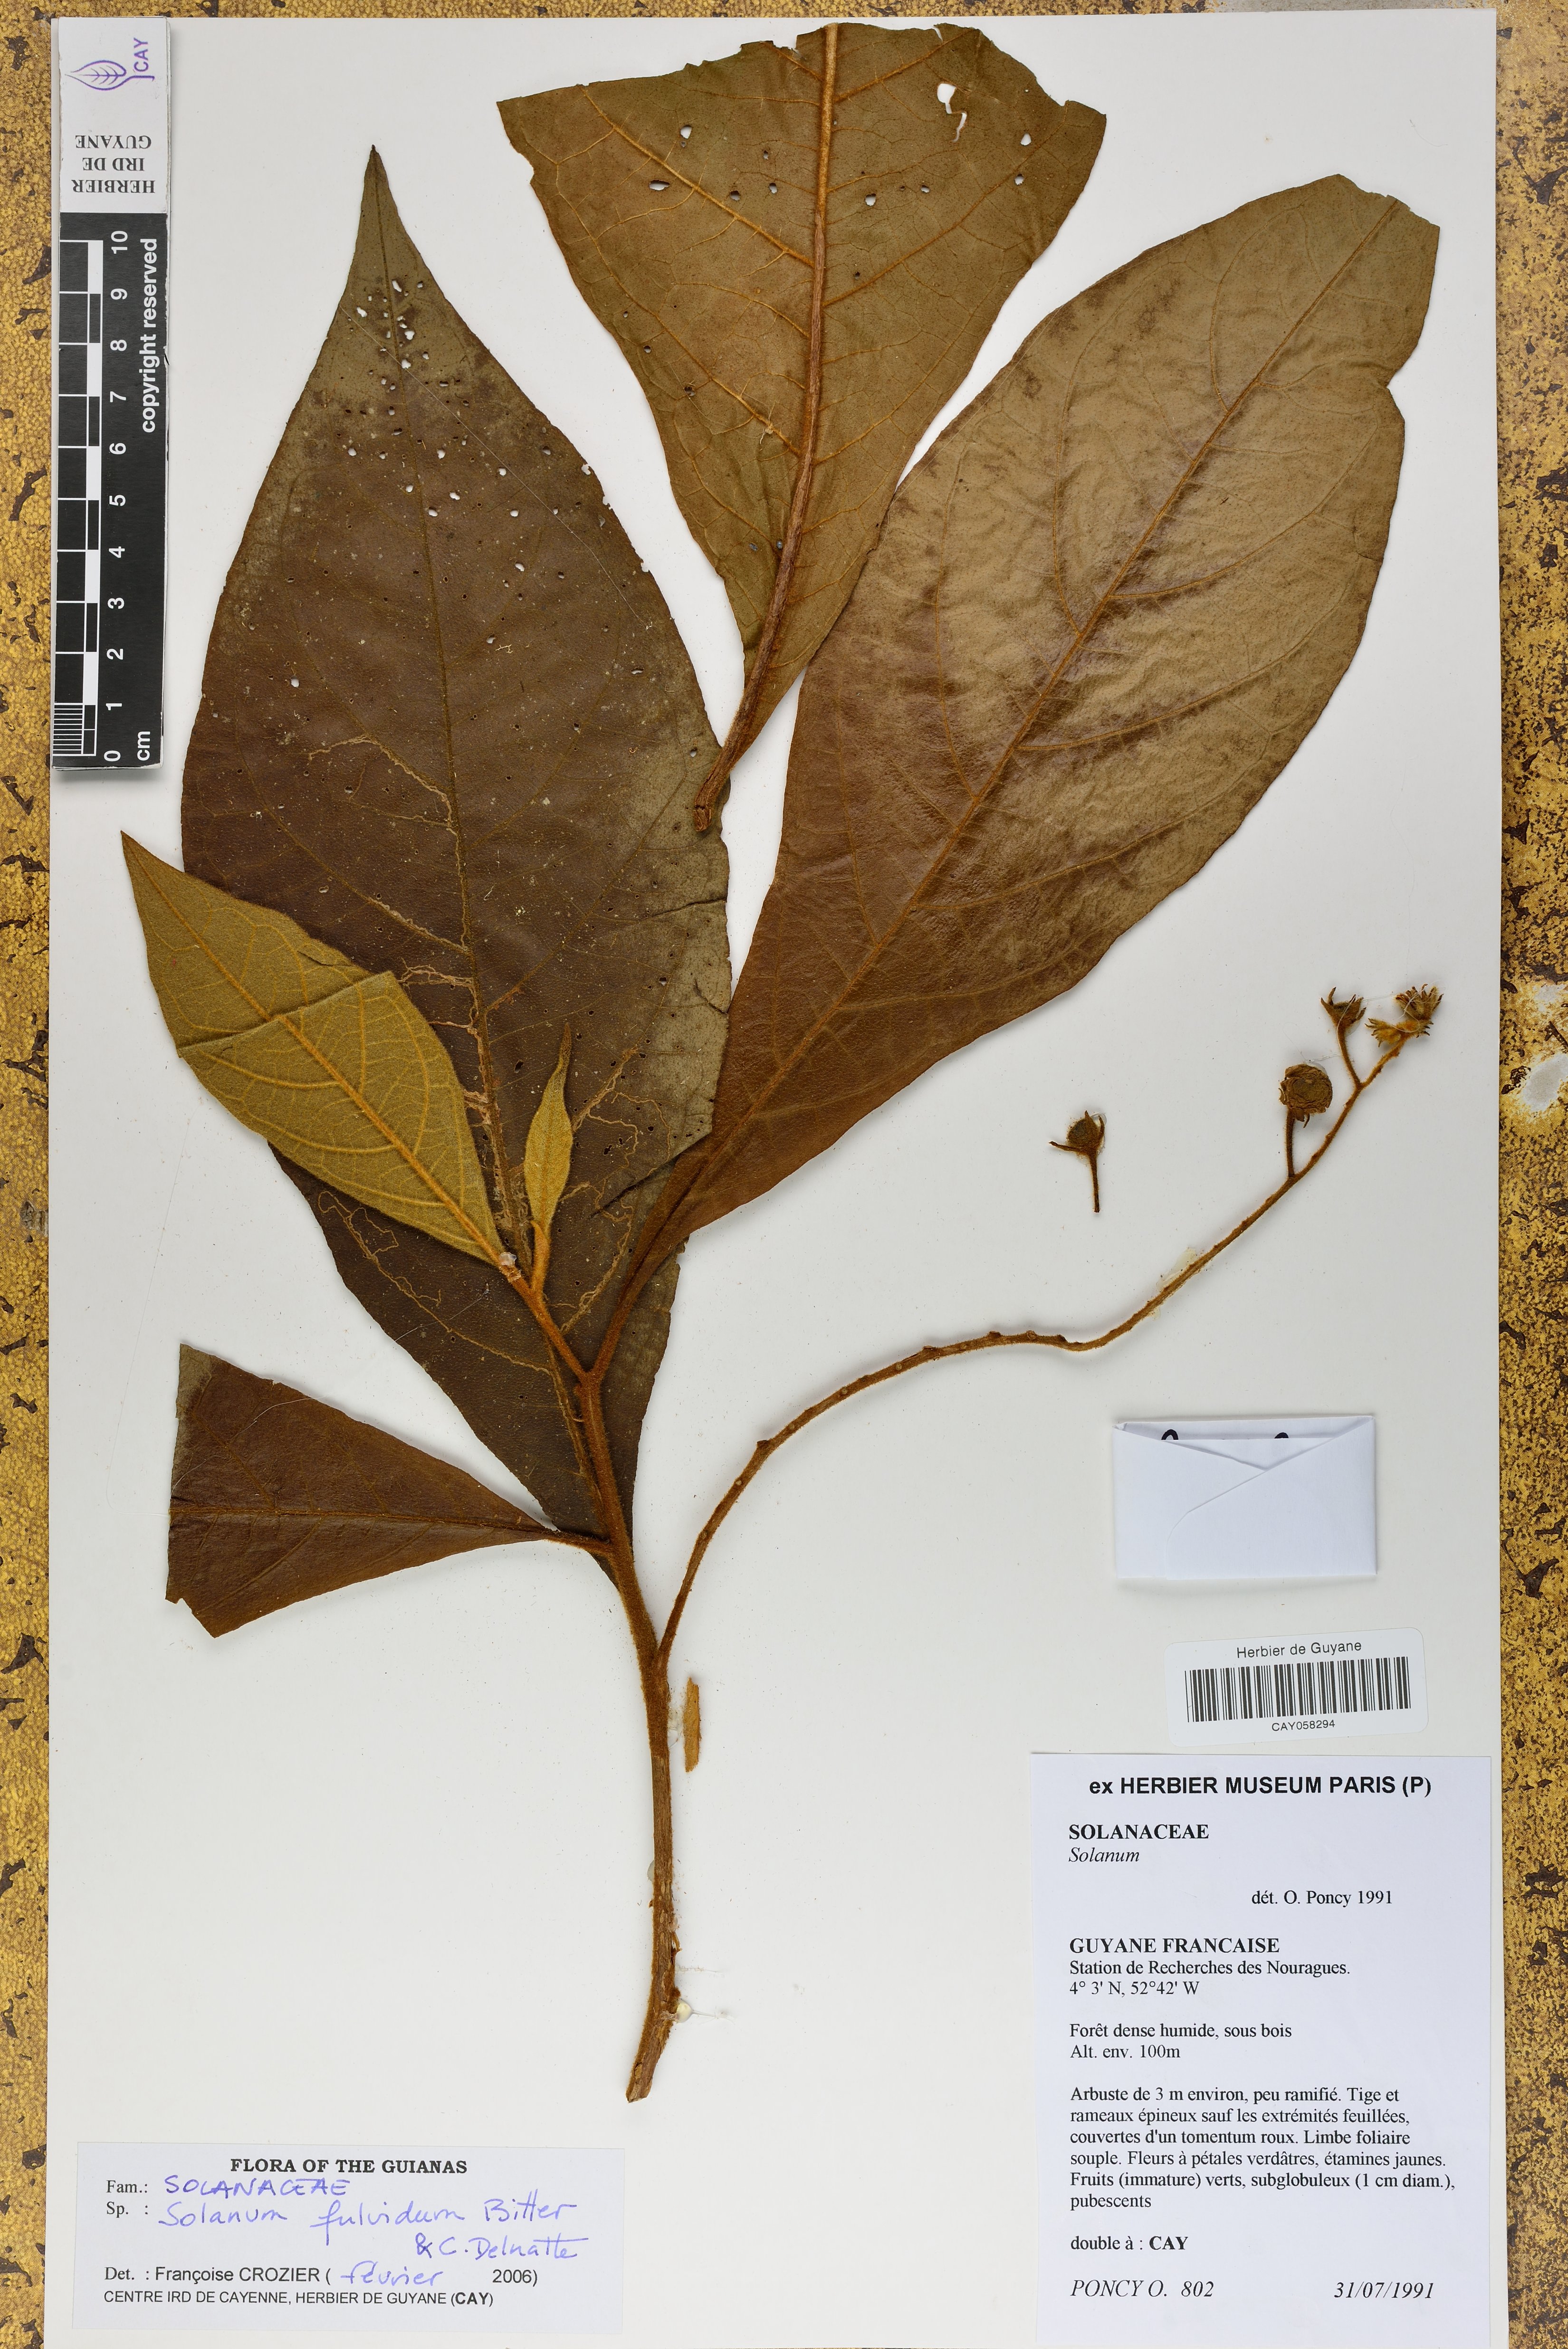 CAY
HERBIER
IRD DE
GUYANE
10
9
8
7
6
5
4
3
2
1
0
cm
copyright reserved
Herbier de Guyane
CAY058294
ex HERBIER MUSEUM PARIS (P)
SOLANACEAE
Solanum
dét. O. Poncy 1991
GUYANE FRANCAISE
Station de Recherches des Nouragues.
4° 3' N, 52°42' W
Forêt dense humide, sous bois
Alt. env. 100m
Arbuste de 3 m environ, peu ramifié. Tige et
rameaux épineux sauf les extrémités feuillées,
couvertes d'un tomentum roux. Limbe foliaire
souple. Fleurs à pétales verdâtres, étamines jaunes.
Fruits (immature) verts, subglobuleux (1 cm diam.),
pubescents
double à : CAY
PONCY O. 802 31/07/1991
FLORA OF THE GUIANAS
Fam.: SOLANACEAE
Sp. : Solanum fulvidum Bitter
& C. Delnatte
Det. : Françoise CROZIER ( février 2006)
CENTRE IRD DE CAYENNE, HERBIER DE GUYANE (CAY)